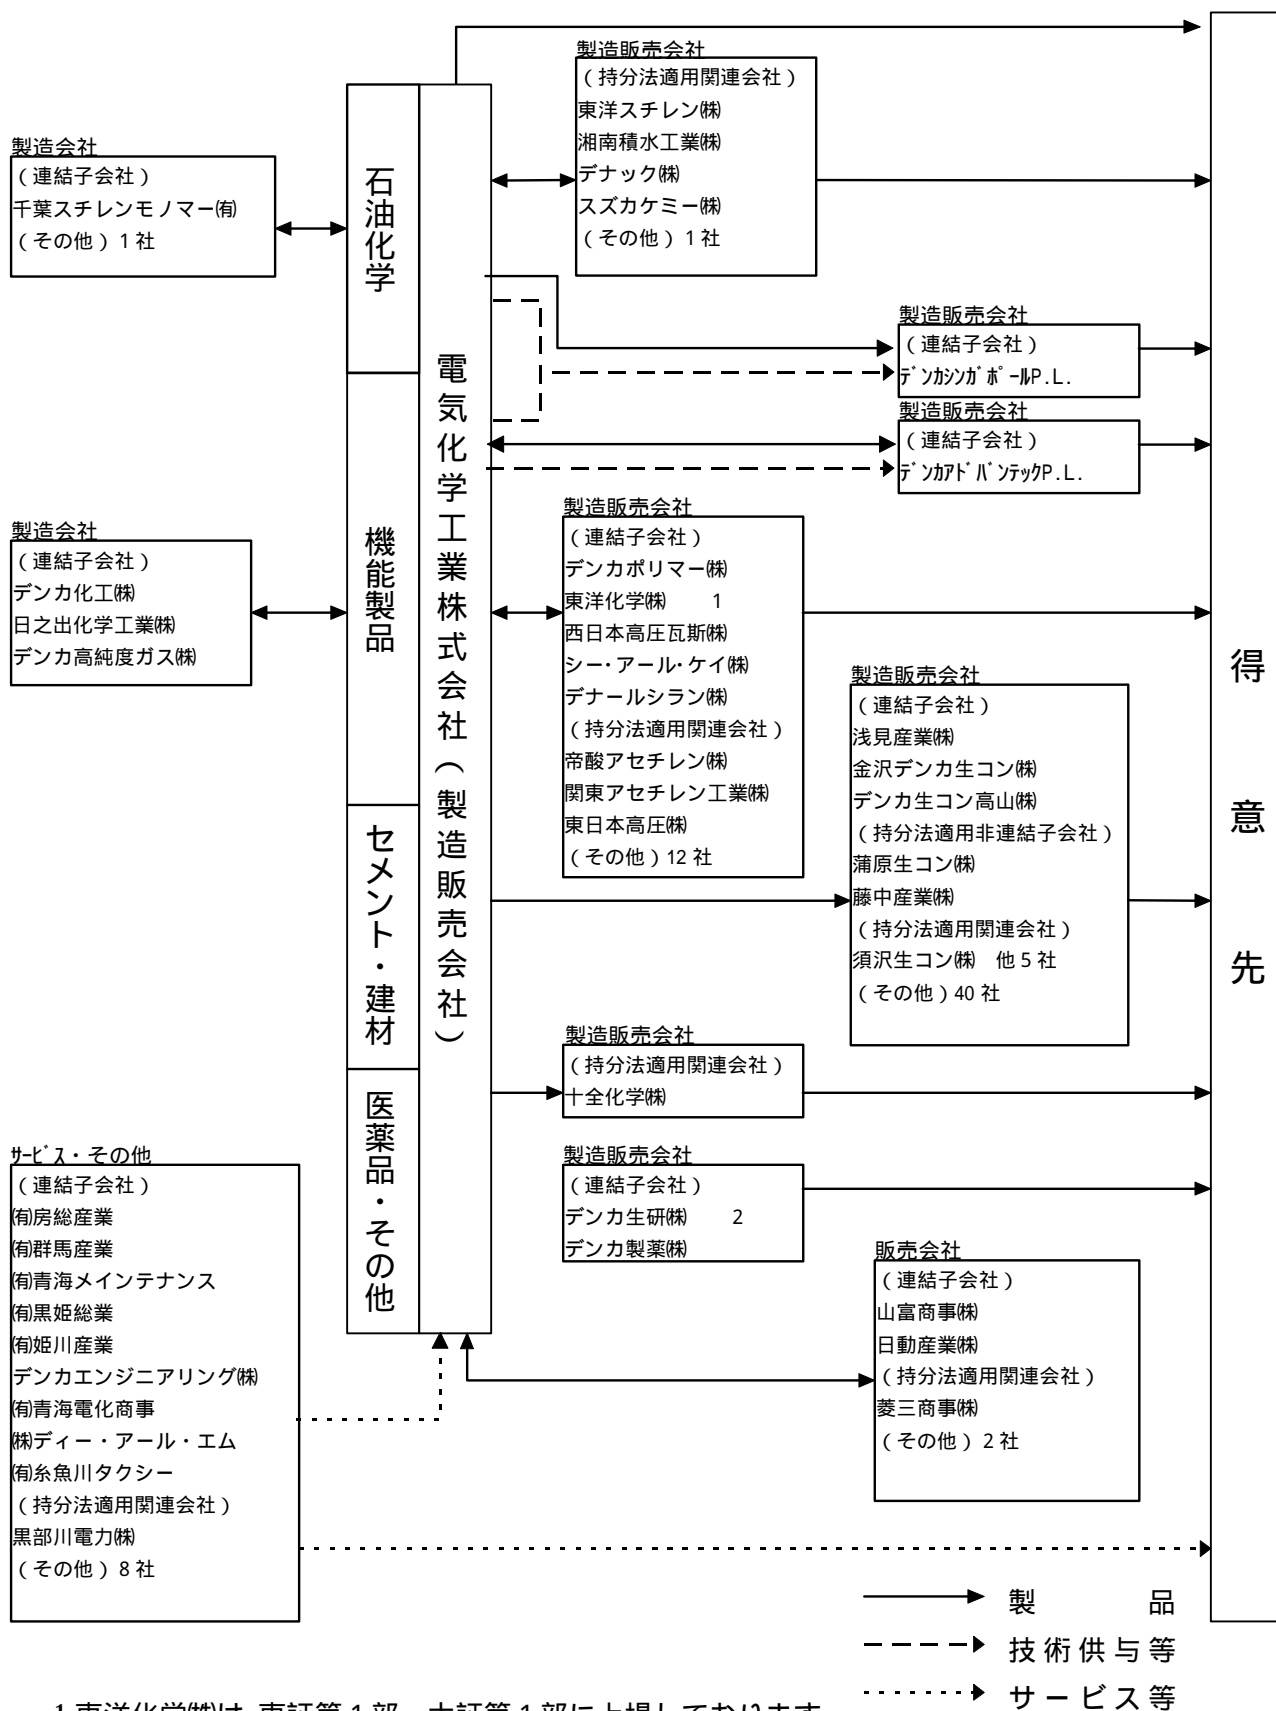 製造販売会社
（持分法適用関連会社）
東洋スチレン㈱
湘南積水工業㈱
デナック㈱
スズカケミー㈱
（その他）1社
製造会社
（連結子会社）
千葉スチレンモノマー㈲
（その他）1社
石油化学
機能製品
セメント・建材
医薬品・その他
電気化学工業株式会社（製造販売会社）
製造販売会社
（連結子会社）
ﾃﾞﾝｶｼﾝｶﾞﾎﾟｰﾙP.L.
製造販売会社
（連結子会社）
ﾃﾞﾝｶｱﾄﾞﾊﾞﾝﾃｯｸP.L.
製造会社
（連結子会社）
デンカ化工㈱
日之出化学工業㈱
デンカ高純度ガス㈱
製造販売会社
（連結子会社）
デンカポリマー㈱
東洋化学㈱　1
西日本高圧瓦斯㈱
シー・アール・ケイ㈱
デナールシラン㈱
（持分法適用関連会社）
帝酸アセチレン㈱
関東アセチレン工業㈱
東日本高圧㈱
（その他）12社
製造販売会社
（連結子会社）
浅見産業㈱
金沢デンカ生コン㈱
デンカ生コン高山㈱
（持分法適用非連結子会社）
蒲原生コン㈱
藤中産業㈱
（持分法適用関連会社）
須沢生コン㈱　他5社
（その他）40社
製造販売会社
（持分法適用関連会社）
十全化学㈱
製造販売会社
（連結子会社）
デンカ生研㈱　2
デンカ製薬㈱
販売会社
（連結子会社）
山富商事㈱
日動産業㈱
（持分法適用関連会社）
菱三商事㈱
（その他）2社
ｻｰﾋﾞｽ・その他
（連結子会社）
㈲房総産業
㈲群馬産業
㈲青海メインテナンス
㈲黒姫総業
㈲姫川産業
デンカエンジニアリング㈱
㈲青海電化商事
㈱ディー・アール・エム
㈲糸魚川タクシー
（持分法適用関連会社）
黒部川電力㈱
（その他）8社
得意先
製品
技術供与等
サービス等
1 東洋化学㈱は、東証第1部、大証第1部に上場しております